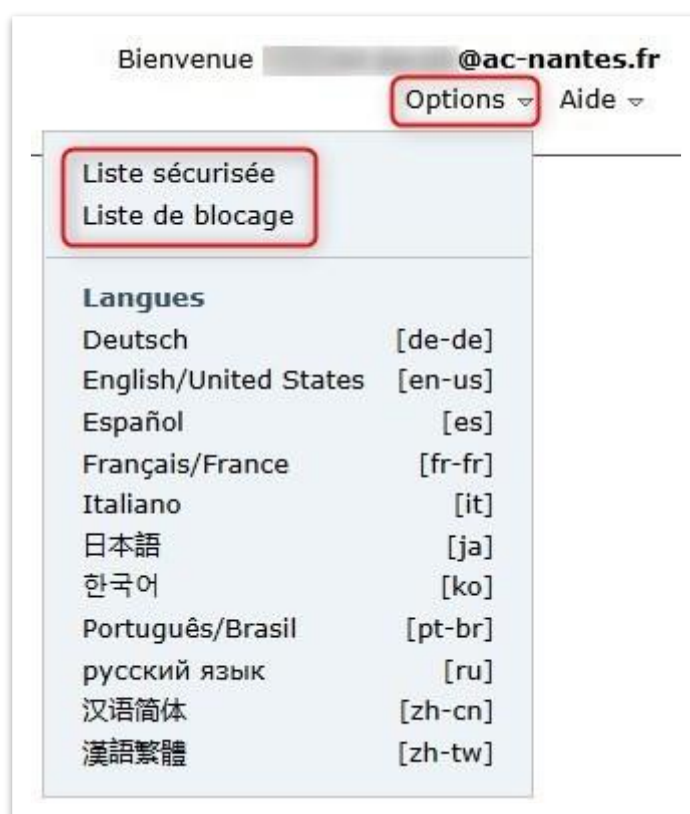 Bienvenue @ac-nantes.fr
Options Aide
Liste sécurisée
Liste de blocage
Langues
Deutsch [de-de]
English/United States [en-us]
Español [es]
Français/France [fr-fr]
Italiano [it]
日本語 [ja]
한국어 [ko]
Português/Brasil [pt-br]
русский язык [ru]
汉语简体 [zh-cn]
漢語繁體 [zh-tw]